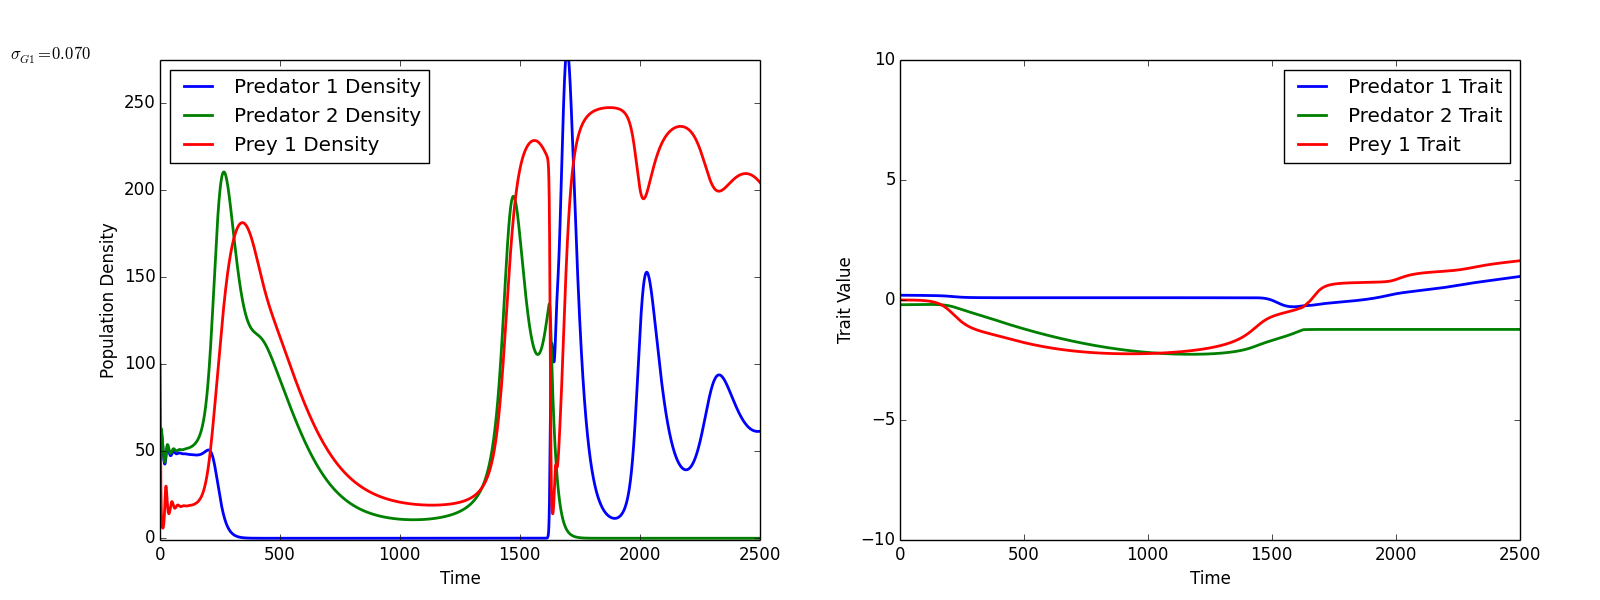 σ_G1 = 0.070
Predator 1 Density
Predator 2 Density
Prey 1 Density
Population Density
250
200
150
100
50
0
0 500 1000 1500 2000 2500
Time
Predator 1 Trait
Predator 2 Trait
Prey 1 Trait
Trait Value
10
5
0
−5
−10
0 500 1000 1500 2000 2500
Time